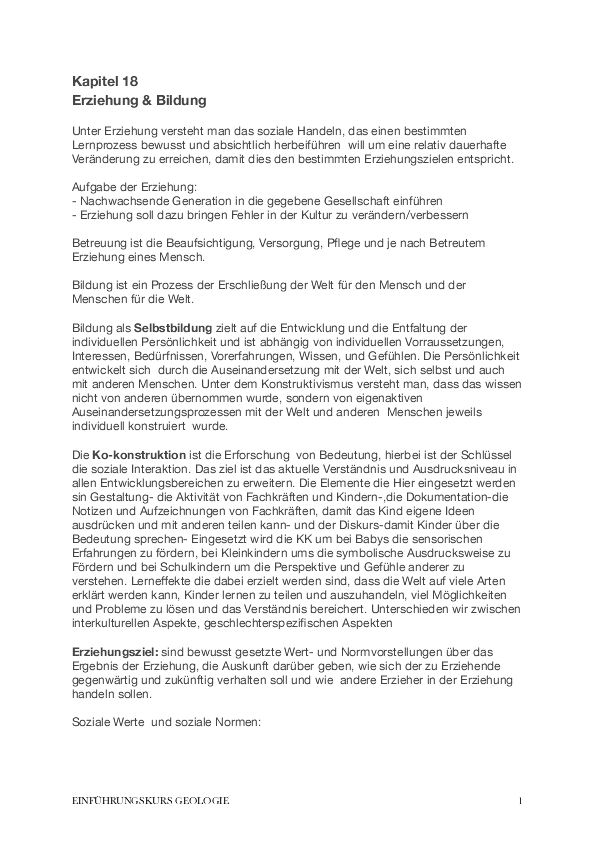 Kapitel 18
Erziehung & Bildung
Unter Erziehung versteht man das soziale Handeln, das einen bestimmten
Lernprozess bewusst und absichtlich herbeiführen  will um eine relativ dauerhafte
Veränderung zu erreichen, damit dies den bestimmten Erziehungszielen entspricht.
Aufgabe der Erziehung:
- Nachwachsende Generation in die gegebene Gesellschaft einführen
- Erziehung soll dazu bringen Fehler in der Kultur zu verändern/verbessern
Betreuung ist die Beaufsichtigung, Versorgung, Pflege und je nach Betreutem
Erziehung eines Mensch.
Bildung ist ein Prozess der Erschließung der Welt für den Mensch und der
Menschen für die Welt.
Bildung als Selbstbildung zielt auf die Entwicklung und die Entfaltung der
individuellen Persönlichkeit und ist abhängig von individuellen Vorraussetzungen,
Interessen, Bedürfnissen, Vorerfahrungen, Wissen, und Gefühlen. Die Persönlichkeit
entwickelt sich  durch die Auseinandersetzung mit der Welt, sich selbst und auch
mit anderen Menschen. Unter dem Konstruktivismus versteht man, dass das wissen
nicht von anderen übernommen wurde, sondern von eigenaktiven
Auseinandersetzungsprozessen mit der Welt und anderen  Menschen jeweils
individuell konstruiert  wurde.
Die Ko-konstruktion ist die Erforschung  von Bedeutung, hierbei ist der Schlüssel
die soziale Interaktion. Das ziel ist das aktuelle Verständnis und Ausdrucksniveau in
allen Entwicklungsbereichen zu erweitern. Die Elemente die Hier eingesetzt werden
sin Gestaltung- die Aktivität von Fachkräften und Kindern-,die Dokumentation-die
Notizen und Aufzeichnungen von Fachkräften, damit das Kind eigene Ideen
ausdrücken und mit anderen teilen kann- und der Diskurs-damit Kinder über die
Bedeutung sprechen- Eingesetzt wird die KK um bei Babys die sensorischen
Erfahrungen zu fördern, bei Kleinkindern ums die symbolische Ausdrucksweise zu
Fördern und bei Schulkindern um die Perspektive und Gefühle anderer zu
verstehen. Lerneffekte die dabei erzielt werden sind, dass die Welt auf viele Arten
erklärt werden kann, Kinder lernen zu teilen und auszuhandeln, viel Möglichkeiten
und Probleme zu lösen und das Verständnis bereichert. Unterschieden wir zwischen
interkulturellen Aspekte, geschlechterspezifischen Aspekten
Erziehungsziel: sind bewusst gesetzte Wert- und Normvorstellungen über das
Ergebnis der Erziehung, die Auskunft darüber geben, wie sich der zu Erziehende
gegenwärtig und zukünftig verhalten soll und wie  andere Erzieher in der Erziehung
handeln sollen.
Soziale Werte  und soziale Normen:
EINFÜHRUNGSKURS GEOLOGIE 1